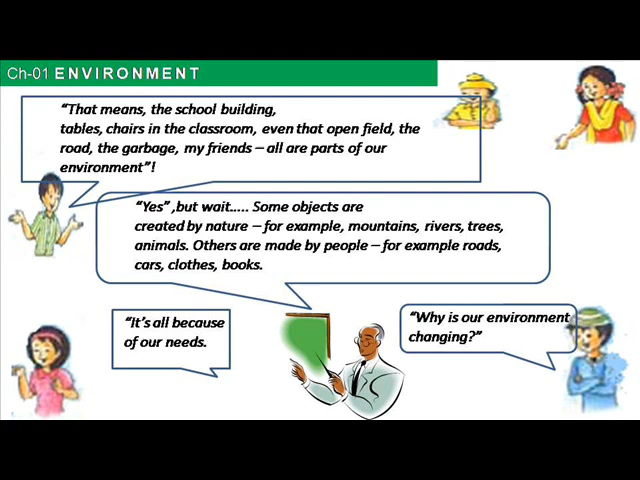 Ch-01 ENVIRONMENT
“That means, the school building,
tables, chairs in the classroom, even that open field, the
road, the garbage, my friends – all are parts of our
environment”!
“Yes” ,but wait..... Some objects are
created by nature – for example, mountains, rivers, trees,
animals. Others are made by people – for example roads,
cars, clothes, books.
“It’s all because
of our needs.
“Why is our environment
changing?”